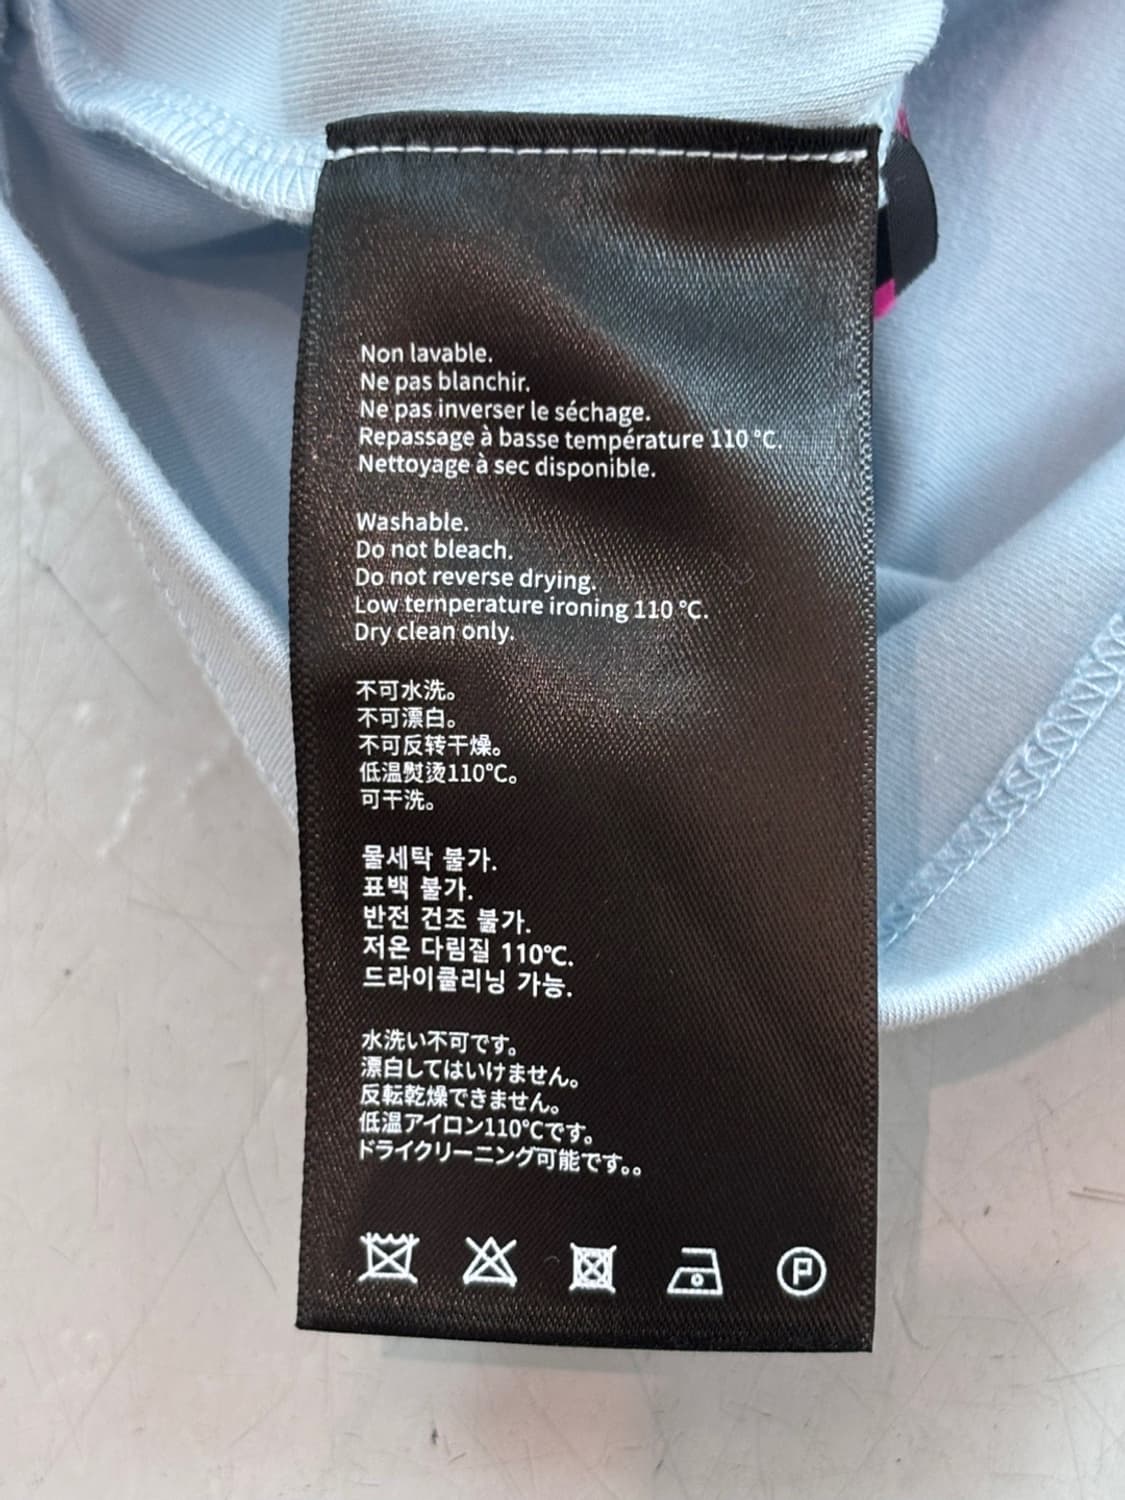 Non lavable.
Ne pas blanchir.
Ne pas inverser le séchage.
Repassage à basse température 110 °C.
Nettoyage à sec disponible.
Washable.
Do not bleach.
Do not reverse drying.
Low temperature ironing 110 °C.
Dry clean only.
不可水洗。
不可漂白。
不可反转干燥。
低温熨烫110°C。
可干洗。
물세탁 불가.
표백 불가.
반전 건조 불가.
저온 다림질 110℃.
드라이클리닝 가능.
水洗い不可です。
漂白してはいけません。
反転乾燥できません。
低温アイロン110°Cです。
ドライクリーニング可能です。。
P